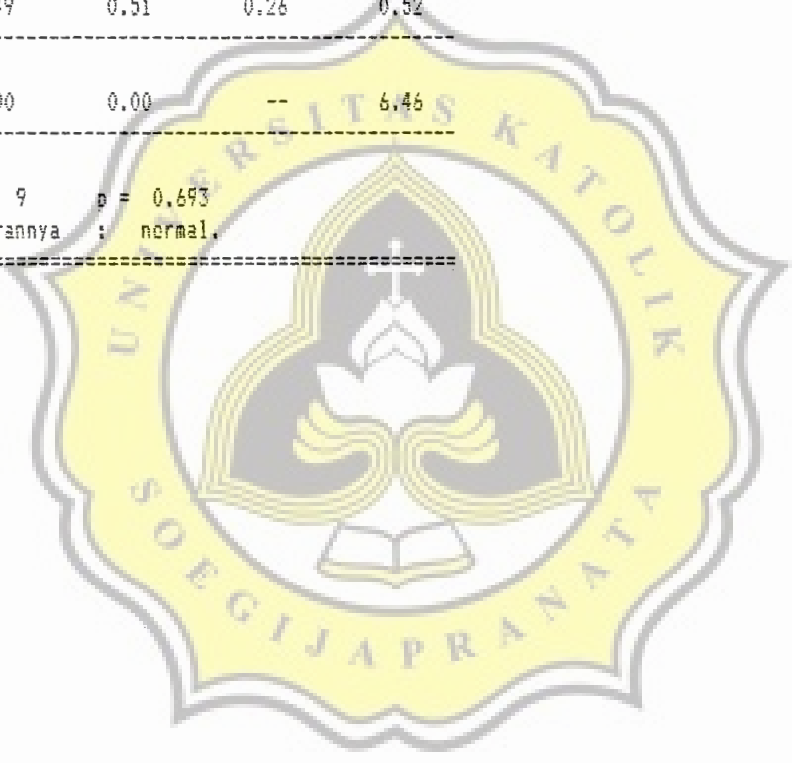 9 0.51 0.26 0.52
------------------------------
00 0.00 -- 6.46
------------------------------
9 p = 0.693
rannya : normal.
==============================
UNIVERSITAS KATOLIK
SOEGIJAPRANATA